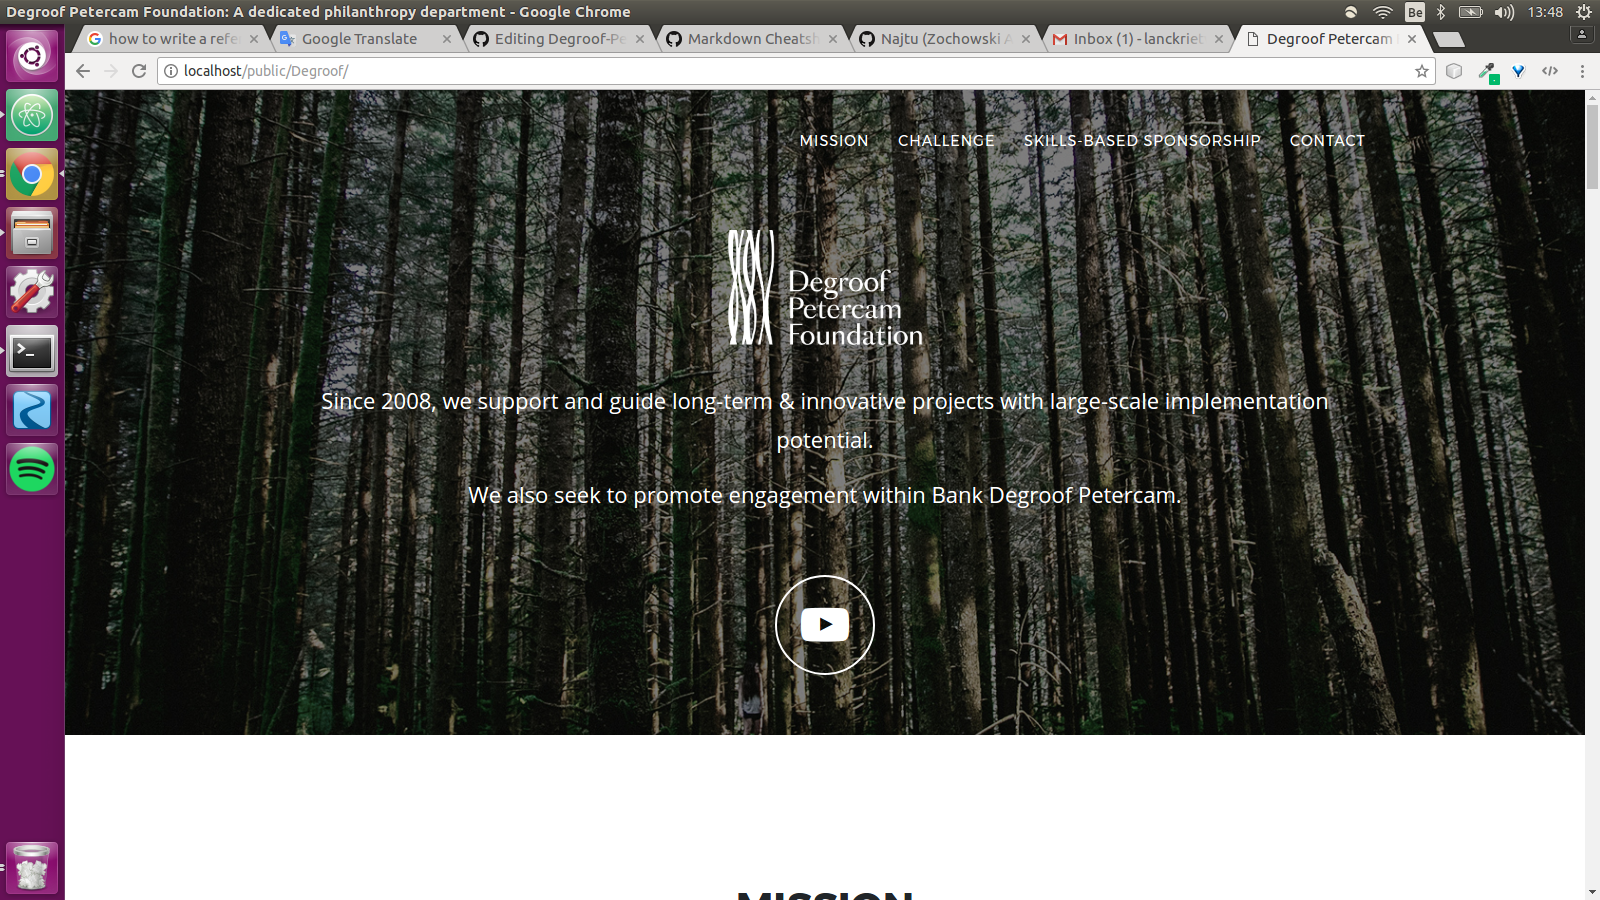 Degroof Petercam Foundation: A dedicated philanthropy department - Google Chrome
Be
13:48
how to write a refe
Google Translate
Editing Degroof-Pe
Markdown Cheatsh
Najtu (Zochowski A
Inbox (1) - lanckriet
Degroof Petercam
localhost/public/Degroof/
MISSION
CHALLENGE
SKILLS-BASED SPONSORSHIP
CONTACT
Degroof
Petercam
Foundation
Since 2008, we support and guide long-term & innovative projects with large-scale implementation
potential.
We also seek to promote engagement within Bank Degroof Petercam.
MISSION